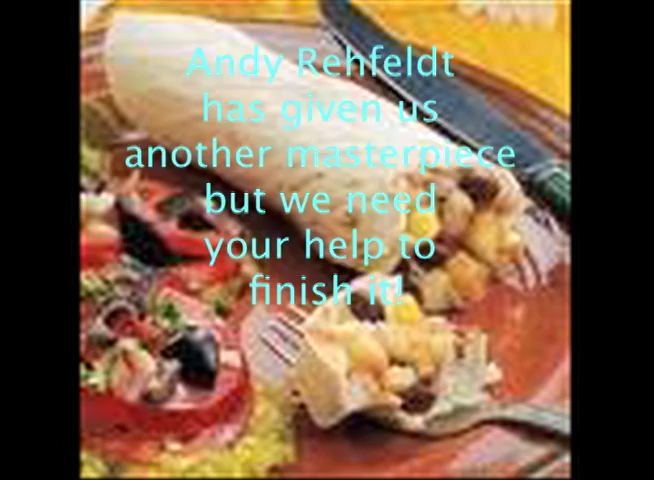 Andy Rehfeldt
has given us
another masterpiece
but we need
your help to
finish it!